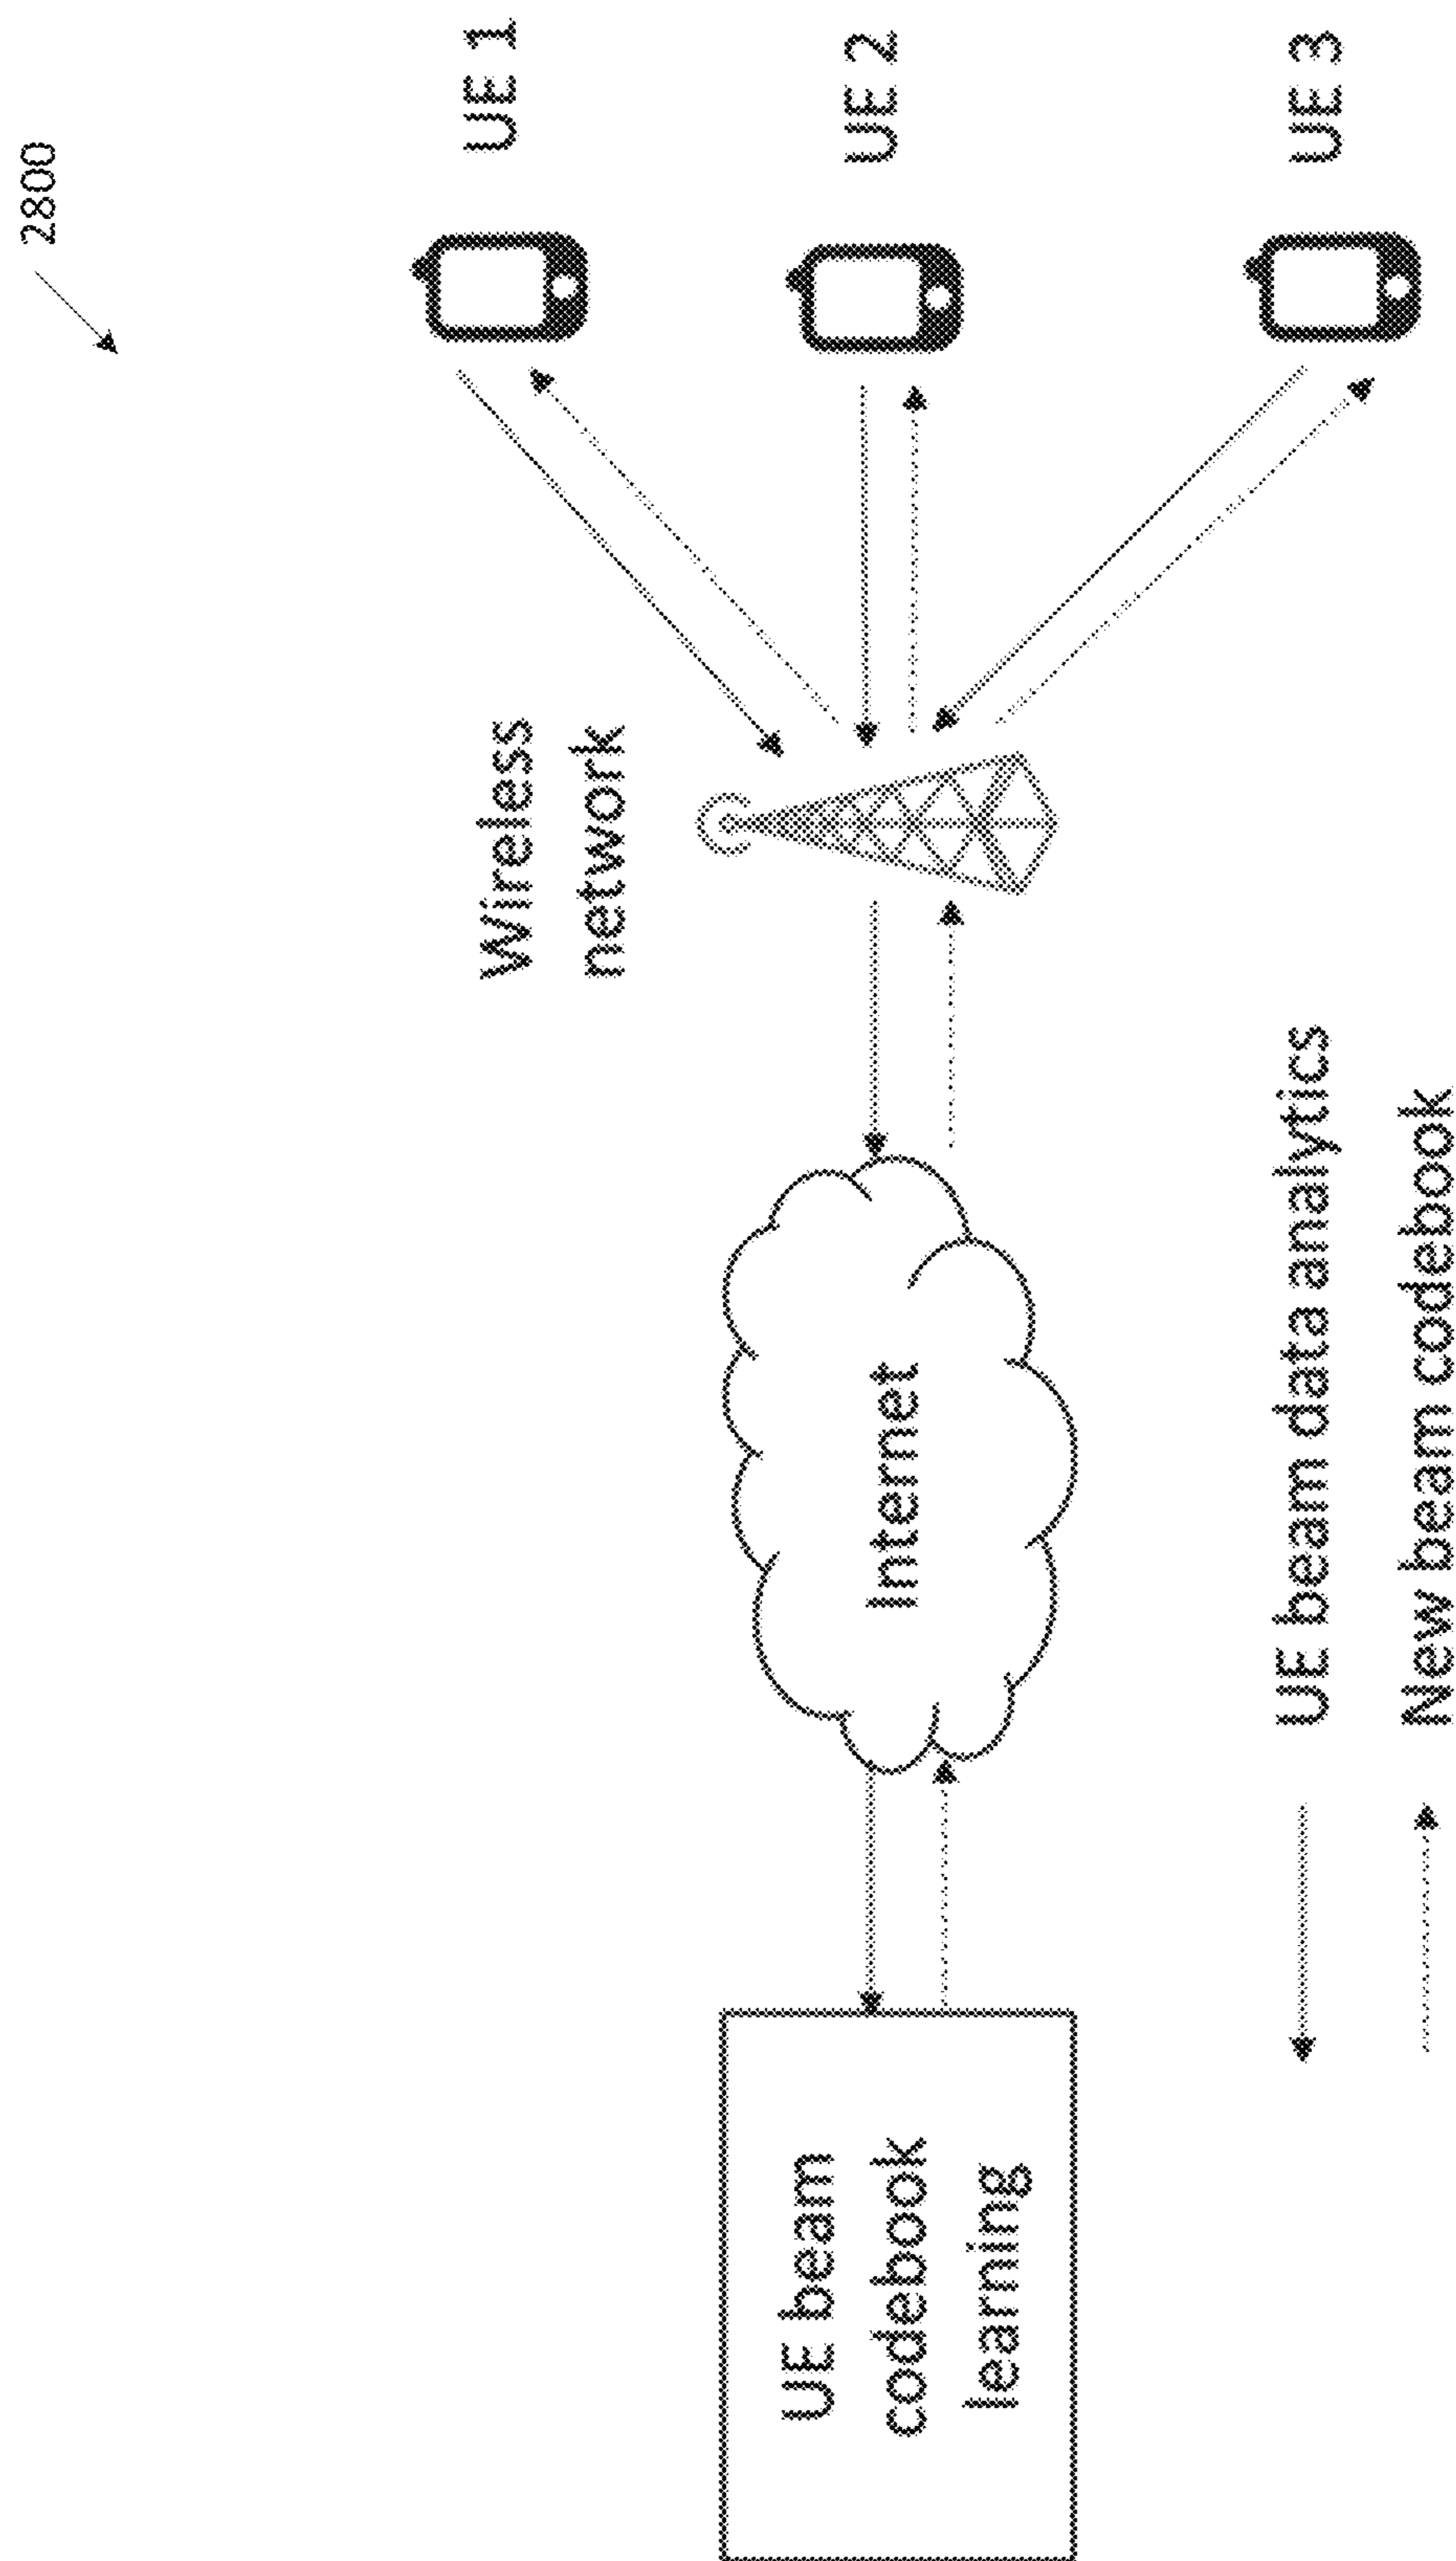 2800
UE 1
UE 2
UE 3
Wireless
network
Internet
UE beam
codebook
learning
UE beam data analytics
New beam codebook